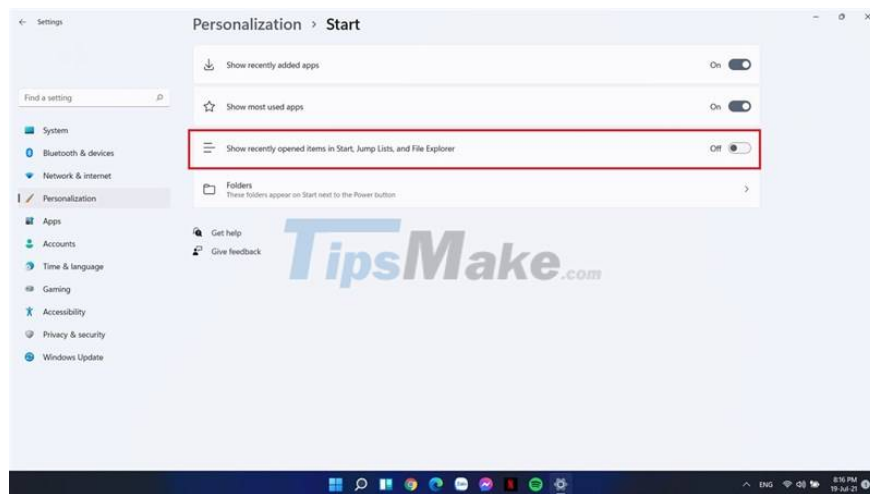 Settings
Personalization > Start
Show recently added apps
On
Find a setting
Show most used apps
On
System
Bluetooth & devices
Show recently opened items in Start, Jump Lists, and File Explorer
Off
Network & internet
Personalization
Folders
These folders appear on Start next to the Power button
Apps
Accounts
Get help
Give feedback
Time & language
Gaming
Accessibility
Privacy & security
Windows Update
TipsMake.com
ENG
8:16 PM
19-Jul-21